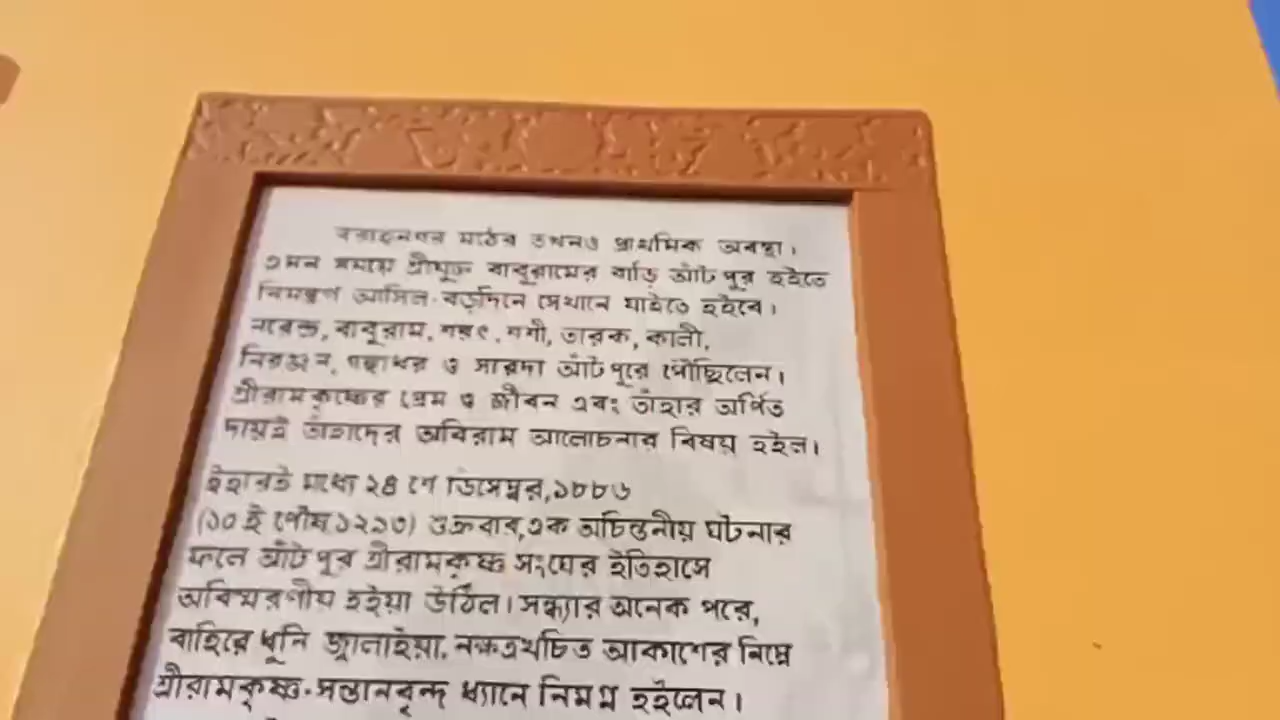 বরাহনগর মঠের তখনও প্রাথমিক অবস্থা।
এমন সময়ে শ্রীযুক্ত বাবুরামের বাড়ি আঁটপুর হইতে
নিমন্ত্রণ আসিল-বড়দিনে সেখানে যাইতে হইবে।
নরেন্দ্র, বাবুরাম, শরৎ, শশী, তারক, কালী,
নিরঞ্জন, গঙ্গাধর ও সারদা আঁটপুরে পৌঁছিলেন।
শ্রীরামকৃষ্ণের প্রেম ও জীবন এবং তাঁহার অর্পিত
দায়ই তাঁহাদের অবিরাম আলোচনার বিষয় হইল।
ইহারই মধ্যে ২৪ শে ডিসেম্বর,১৮৮৬
(১০ ই পৌষ ১২৯৩) শুক্রবার,এক অচিন্তনীয় ঘটনার
ফলে আঁটপুর শ্রীরামকৃষ্ণ সংঘের ইতিহাসে
অবিস্মরণীয় হইয়া উঠিল। সন্ধ্যার অনেক পরে,
বাহিরে ধুনি জ্বালাইয়া, নক্ষত্রখচিত আকাশের নিম্নে
শ্রীরামকৃষ্ণ-সন্তানবৃন্দ ধ্যানে নিমগ্ন হইলেন।